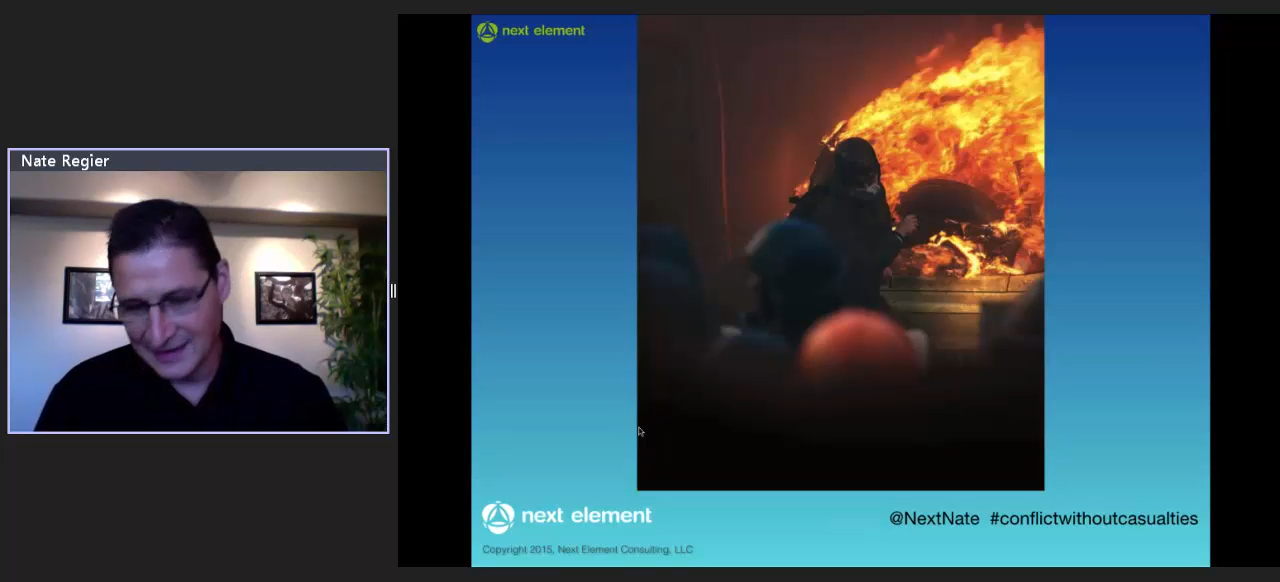 Nate Regier
next element
next element
@NextNate #conflictwithoutcasualties
Copyright 2015, Next Element Consulting, LLC